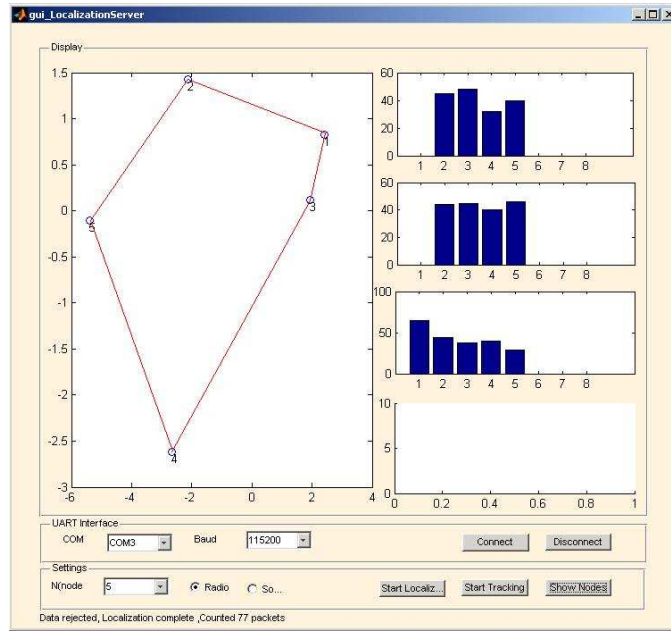 gui_LocalizationServer
Display
1.5
1
0.5
0
-0.5
-1
-1.5
-2
-2.5
-3
-6 -4 -2 0 2 4
2
1
3
5
4
60
40
20
0
1 2 3 4 5 6 7 8
60
40
20
0
1 2 3 4 5 6 7 8
100
50
0
1 2 3 4 5 6 7 8
10
5
0
0 0.2 0.4 0.6 0.8 1
UART Interface
COM COM3 Baud 115200 Connect Disconnect
Settings
N(node 5 Radio So... Start Localiz... Start Tracking Show Nodes
Data rejected, Localization complete ,Counted 77 packets